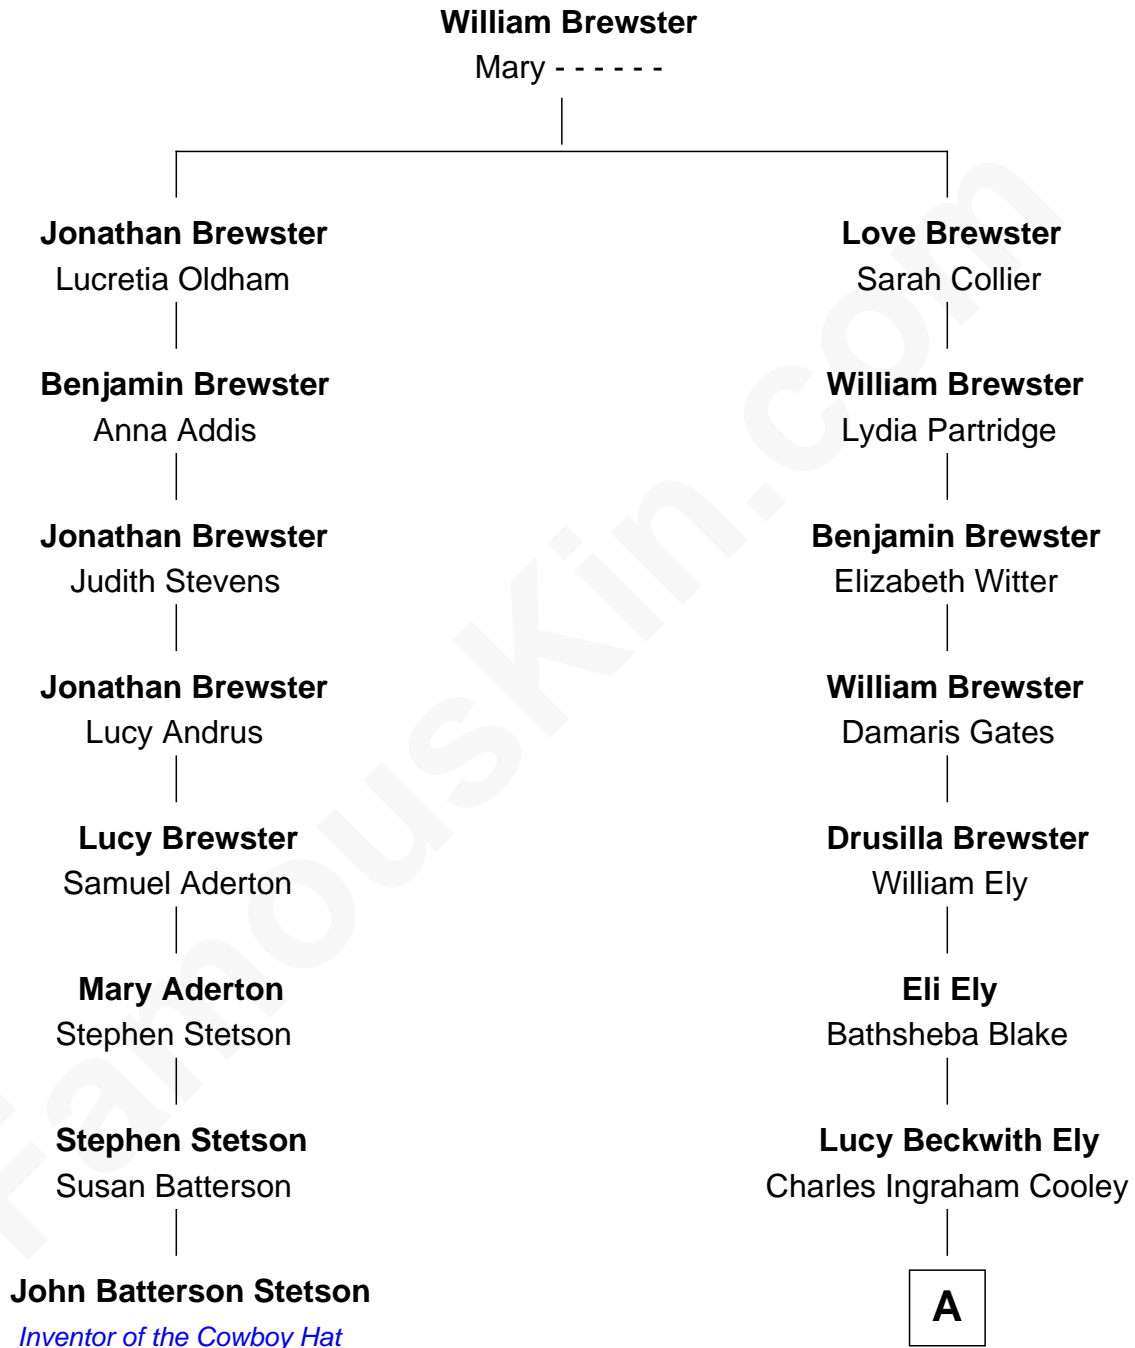 William Brewster
Mary - - - - - -
Jonathan Brewster
Lucretia Oldham
Love Brewster
Sarah Collier
Benjamin Brewster
Anna Addis
William Brewster
Lydia Partridge
Jonathan Brewster
Judith Stevens
Benjamin Brewster
Elizabeth Witter
Jonathan Brewster
Lucy Andrus
William Brewster
Damaris Gates
Lucy Brewster
Samuel Aderton
Drusilla Brewster
William Ely
Mary Aderton
Stephen Stetson
Eli Ely
Bathsheba Blake
Stephen Stetson
Susan Batterson
Lucy Beckwith Ely
Charles Ingraham Cooley
John Batterson Stetson
Inventor of the Cowboy Hat
A
FamousKin.com